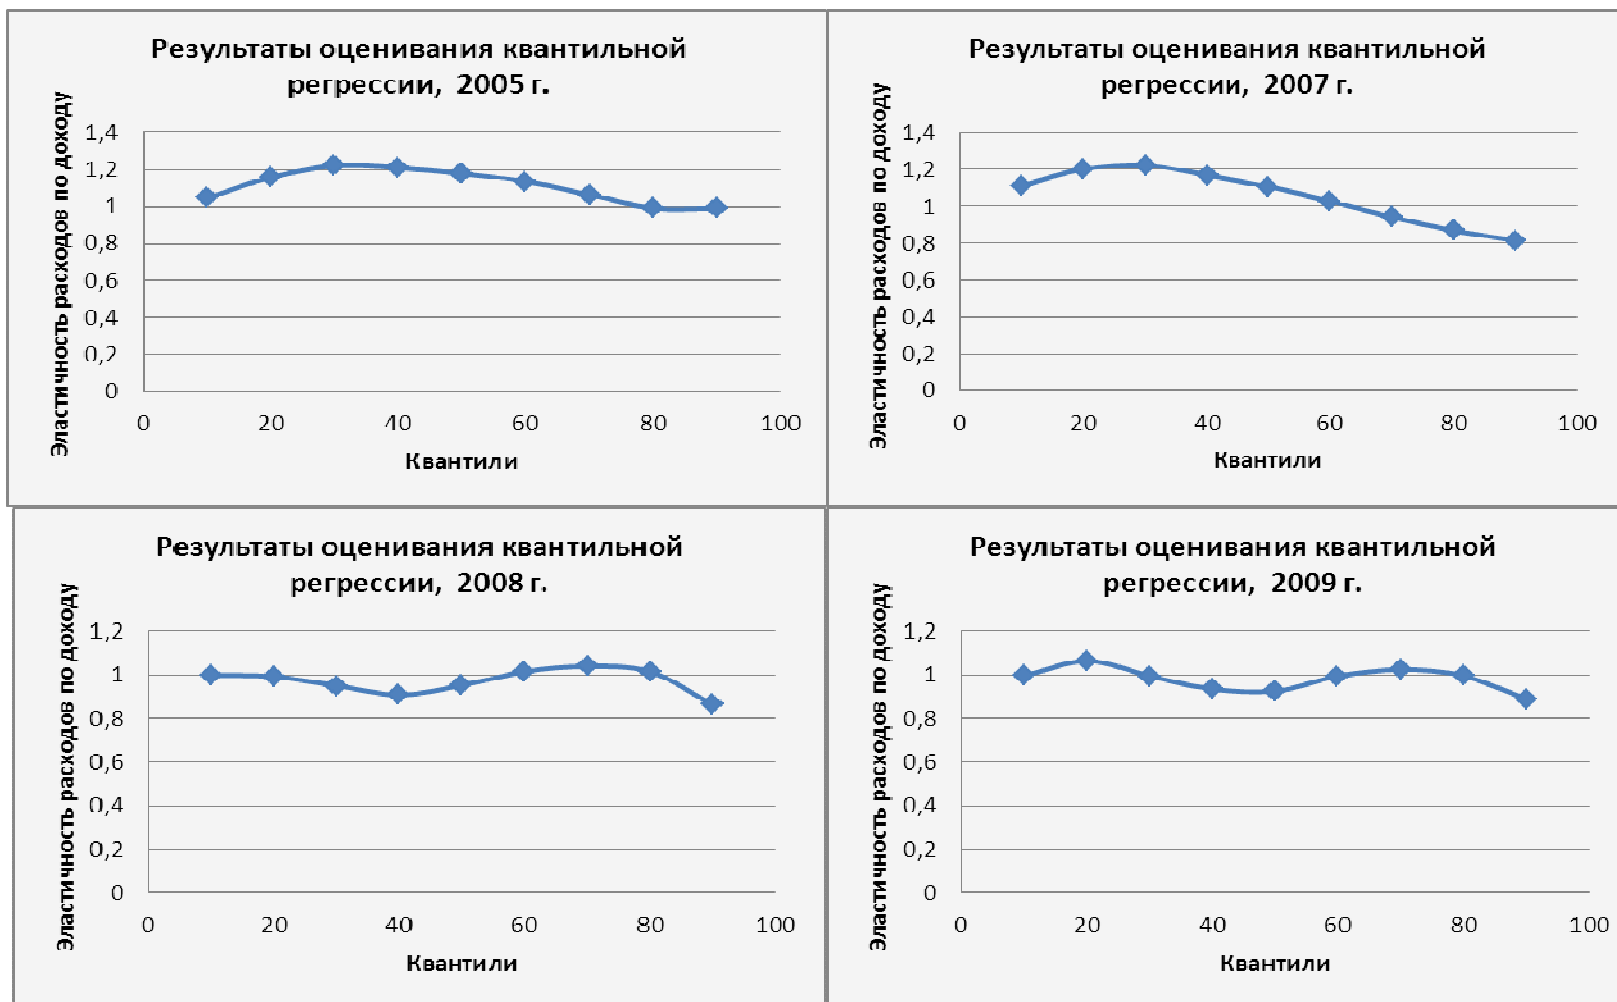 Результаты оценивания квантильной
регрессии, 2005 г.
Эластичность расходов по доходу
1,4
1,2
1
0,8
0,6
0,4
0,2
0
0 20 40 60 80 100
Квантили
Результаты оценивания квантильной
регрессии, 2007 г.
Эластичность расходов по доходу
1,4
1,2
1
0,8
0,6
0,4
0,2
0
0 20 40 60 80 100
Квантили
Результаты оценивания квантильной
регрессии, 2008 г.
Эластичность расходов по доходу
1,2
1
0,8
0,6
0,4
0,2
0
0 20 40 60 80 100
Квантили
Результаты оценивания квантильной
регрессии, 2009 г.
Эластичность расходов по доходу
1,2
1
0,8
0,6
0,4
0,2
0
0 20 40 60 80 100
Квантили